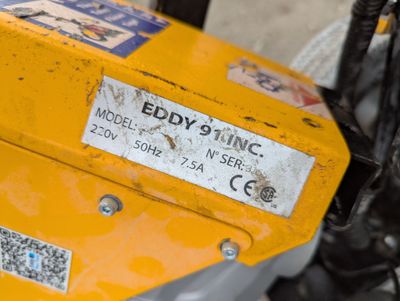 EDDY 91 INC.
MODEL:
N° SER:
220v 50Hz 7.5A
CE